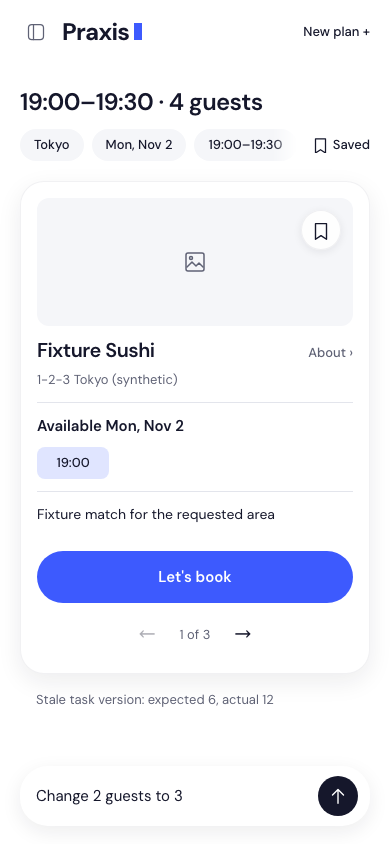 Praxis
New plan +
19:00–19:30 · 4 guests
Tokyo
Mon, Nov 2
19:00–19:30
Saved
Fixture Sushi
About ›
1-2-3 Tokyo (synthetic)
Available Mon, Nov 2
19:00
Fixture match for the requested area
Let's book
← 1 of 3 →
Stale task version: expected 6, actual 12
Change 2 guests to 3